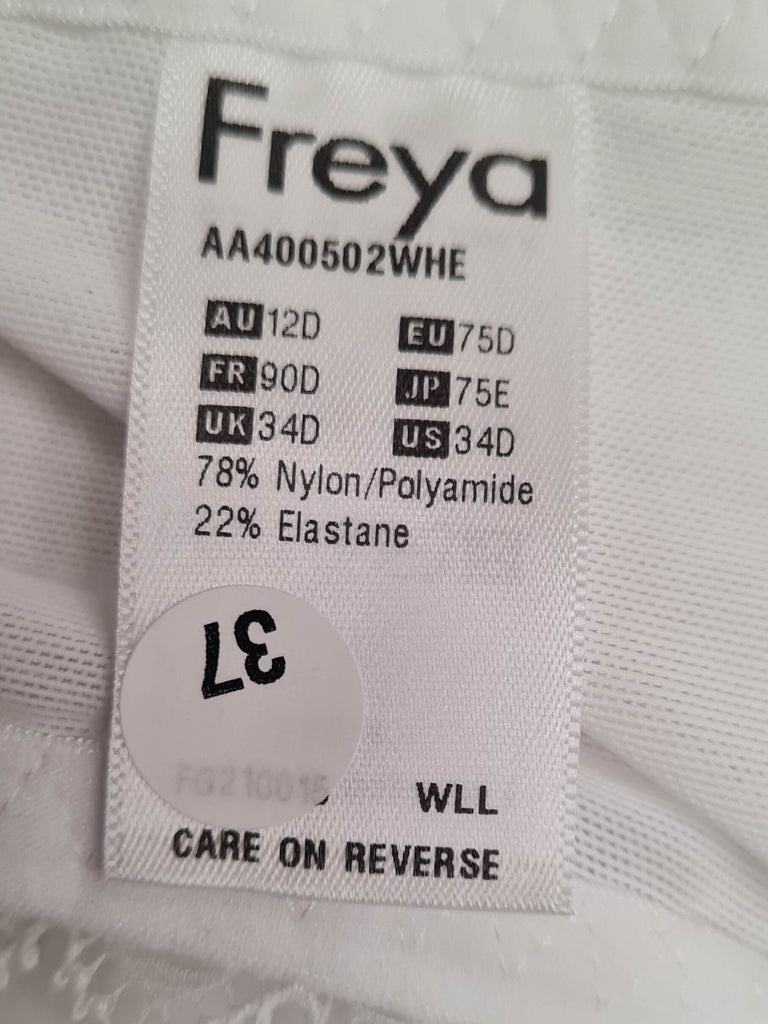 Freya
AA400502WHE
AU 12D EU 75D
FR 90D JP 75E
UK 34D US 34D
78% Nylon/Polyamide
22% Elastane
37
WLL
CARE ON REVERSE